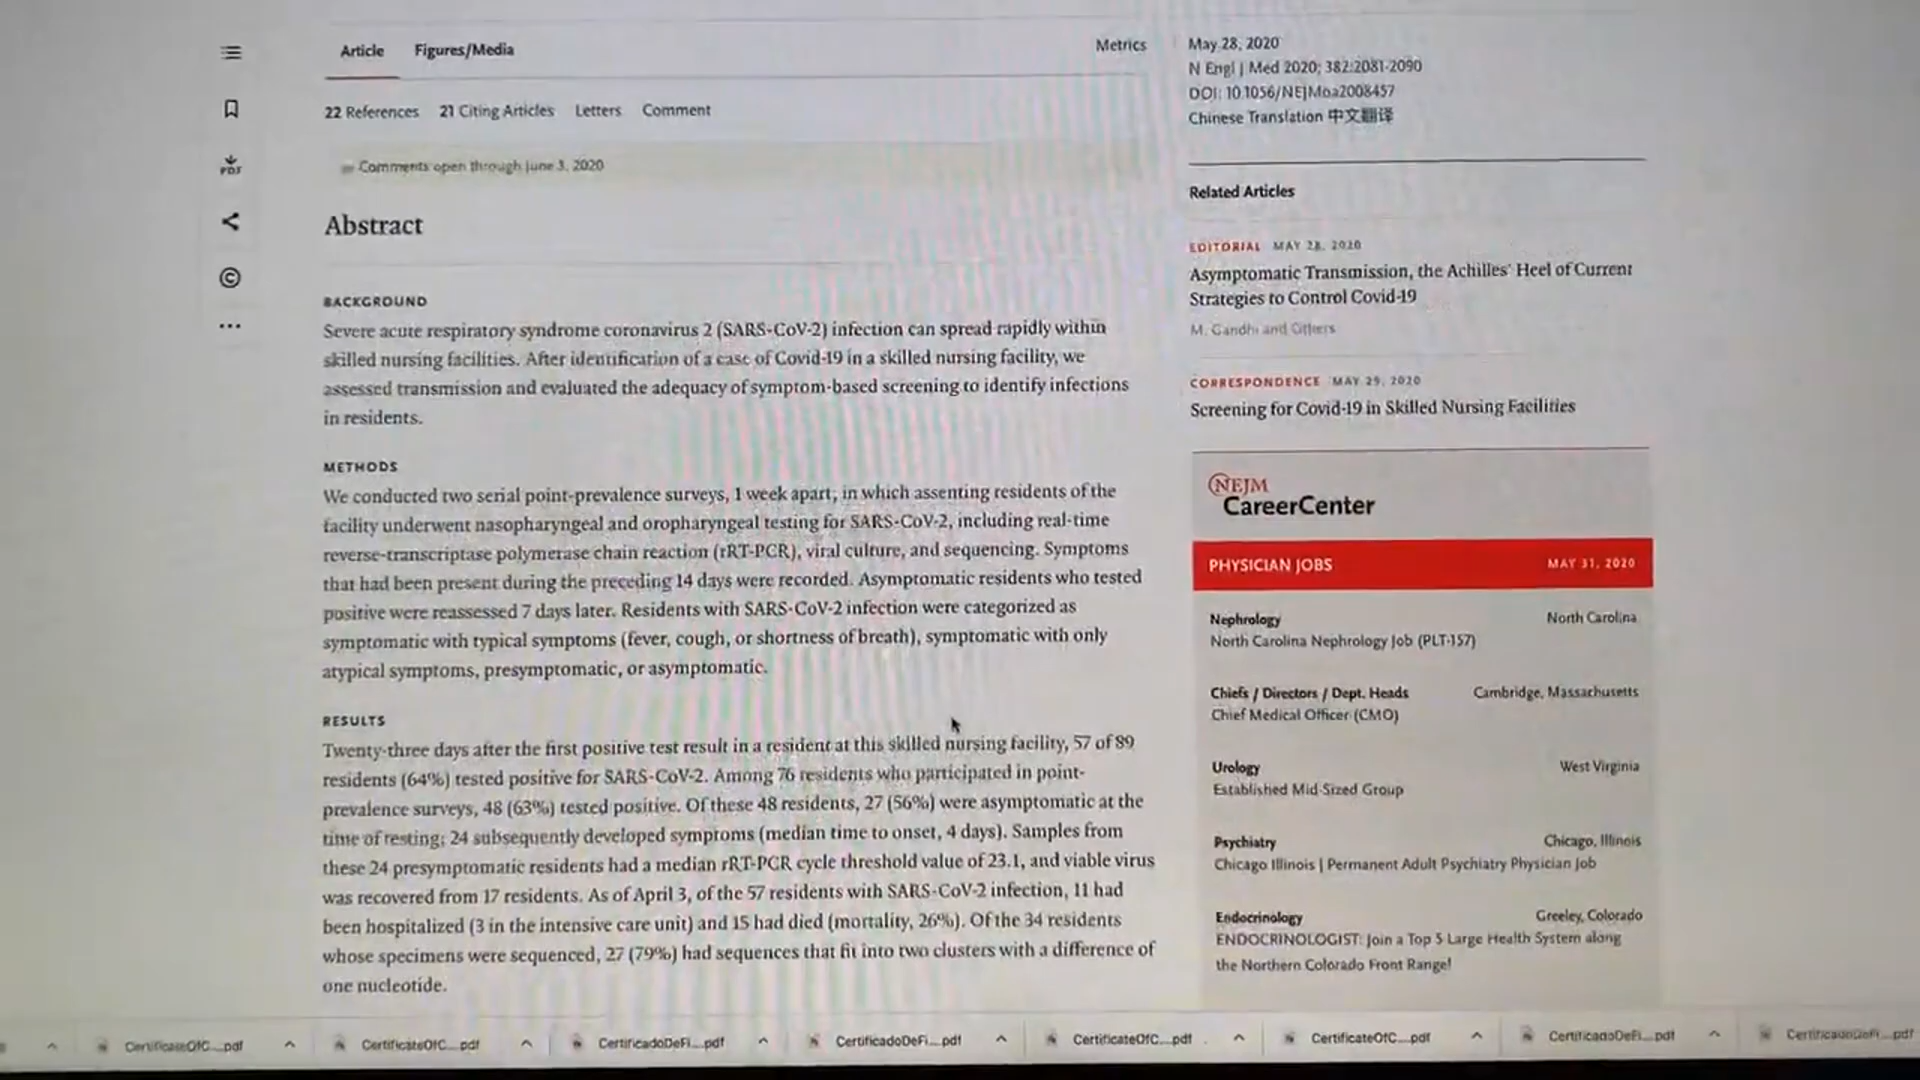 Article Figures/Media Metrics
22 References 21 Citing Articles Letters Comment
Comments open through June 3, 2020
Abstract
BACKGROUND
Severe acute respiratory syndrome coronavirus 2 (SARS-CoV-2) infection can spread rapidly within
skilled nursing facilities. After identification of a case of Covid-19 in a skilled nursing facility, we
assessed transmission and evaluated the adequacy of symptom-based screening to identify infections
in residents.
METHODS
We conducted two serial point-prevalence surveys, 1 week apart, in which assenting residents of the
facility underwent nasopharyngeal and oropharyngeal testing for SARS-CoV-2, including real-time
reverse-transcriptase polymerase chain reaction (rRT-PCR), viral culture, and sequencing. Symptoms
that had been present during the preceding 14 days were recorded. Asymptomatic residents who tested
positive were reassessed 7 days later. Residents with SARS-CoV-2 infection were categorized as
symptomatic with typical symptoms (fever, cough, or shortness of breath), symptomatic with only
atypical symptoms, presymptomatic, or asymptomatic.
RESULTS
Twenty-three days after the first positive test result in a resident at this skilled nursing facility, 57 of 89
residents (64%) tested positive for SARS-CoV-2. Among 76 residents who participated in point-
prevalence surveys, 48 (63%) tested positive. Of these 48 residents, 27 (56%) were asymptomatic at the
time of testing; 24 subsequently developed symptoms (median time to onset, 4 days). Samples from
these 24 presymptomatic residents had a median rRT-PCR cycle threshold value of 23.1, and viable virus
was recovered from 17 residents. As of April 3, of the 57 residents with SARS-CoV-2 infection, 11 had
been hospitalized (3 in the intensive care unit) and 15 had died (mortality, 26%). Of the 34 residents
whose specimens were sequenced, 27 (79%) had sequences that fit into two clusters with a difference of
one nucleotide.
May 28, 2020
N Engl J Med 2020; 382:2081-2090
DOI: 10.1056/NEJMoa2008457
Chinese Translation 中文翻译
Related Articles
EDITORIAL MAY 28, 2020
Asymptomatic Transmission, the Achilles' Heel of Current
Strategies to Control Covid-19
M. Gandhi and Others
CORRESPONDENCE MAY 29, 2020
Screening for Covid-19 in Skilled Nursing Facilities
NEJM
CareerCenter
PHYSICIAN JOBS MAY 31, 2020
Nephrology North Carolina
North Carolina Nephrology Job (PLT-157)
Chiefs / Directors / Dept. Heads Cambridge, Massachusetts
Chief Medical Officer (CMO)
Urology West Virginia
Established Mid-Sized Group
Psychiatry Chicago, Illinois
Chicago Illinois | Permanent Adult Psychiatry Physician Job
Endocrinology Greeley, Colorado
ENDOCRINOLOGIST: Join a Top 5 Large Health System along
the Northern Colorado Front Range!
PDF
CertificateOfC....pdf CertificateOfC....pdf CertificadoDeFi....pdf CertificadoDeFi....pdf CertificateOfC....pdf CertificateOfC....pdf CertificadoDeFi....pdf CertificadoDeFi....pdf